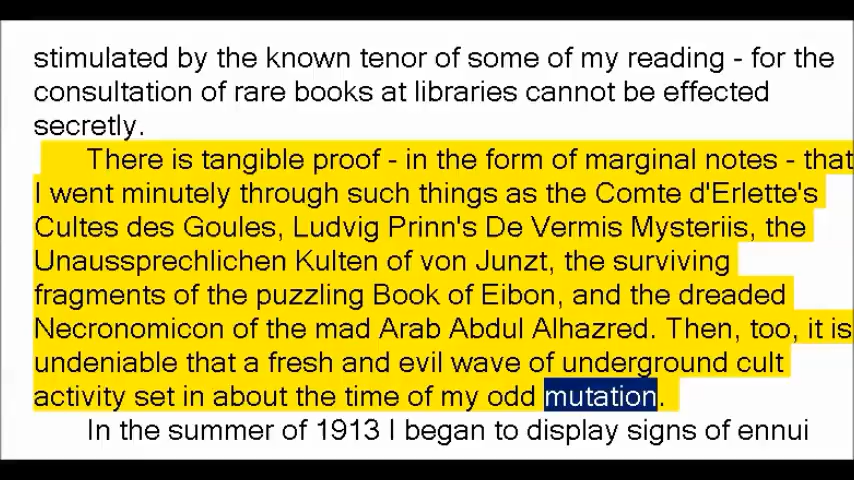 stimulated by the known tenor of some of my reading - for the
consultation of rare books at libraries cannot be effected
secretly.
There is tangible proof - in the form of marginal notes - that
I went minutely through such things as the Comte d'Erlette's
Cultes des Goules, Ludvig Prinn's De Vermis Mysteriis, the
Unaussprechlichen Kulten of von Junzt, the surviving
fragments of the puzzling Book of Eibon, and the dreaded
Necronomicon of the mad Arab Abdul Alhazred. Then, too, it is
undeniable that a fresh and evil wave of underground cult
activity set in about the time of my odd mutation.
In the summer of 1913 I began to display signs of ennui